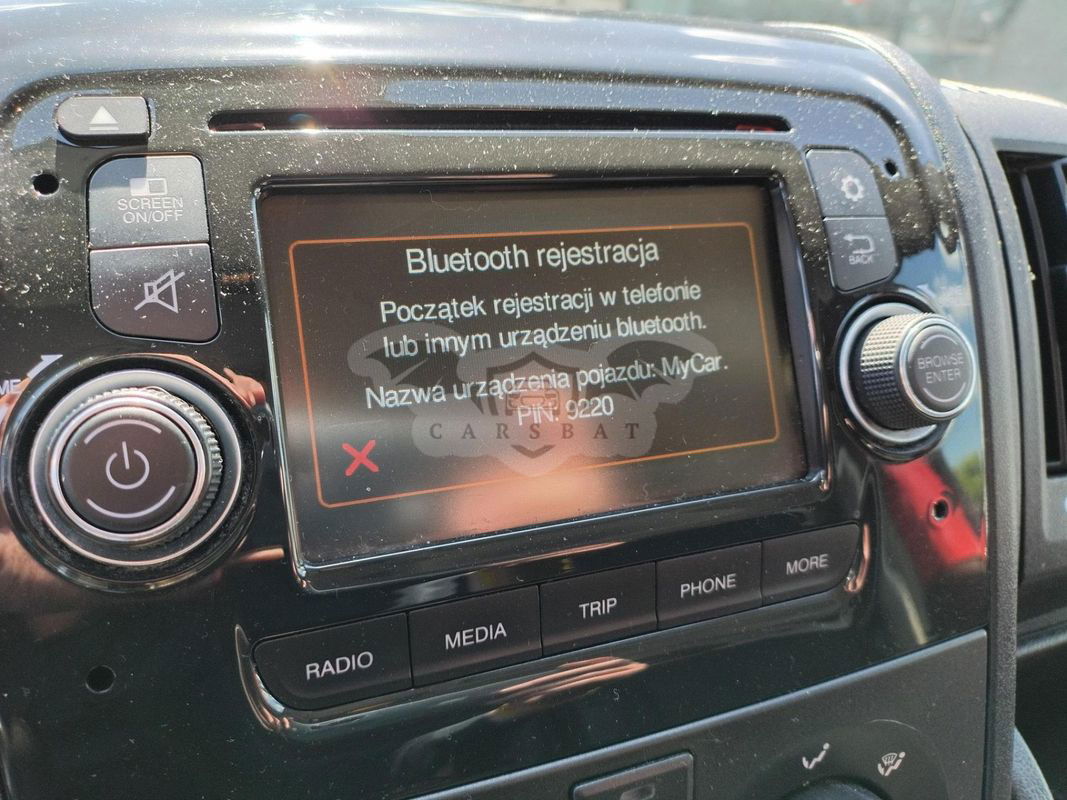 SCREEN
ON/OFF
BACK
Bluetooth rejestracja
Początek rejestracji w telefonie
lub innym urządzeniu bluetooth.
Nazwa urządzenia pojazdu: MyCar.
PiN: 9220
CARSBAT
BROWSE
ENTER
RADIO
MEDIA
TRIP
PHONE
MORE